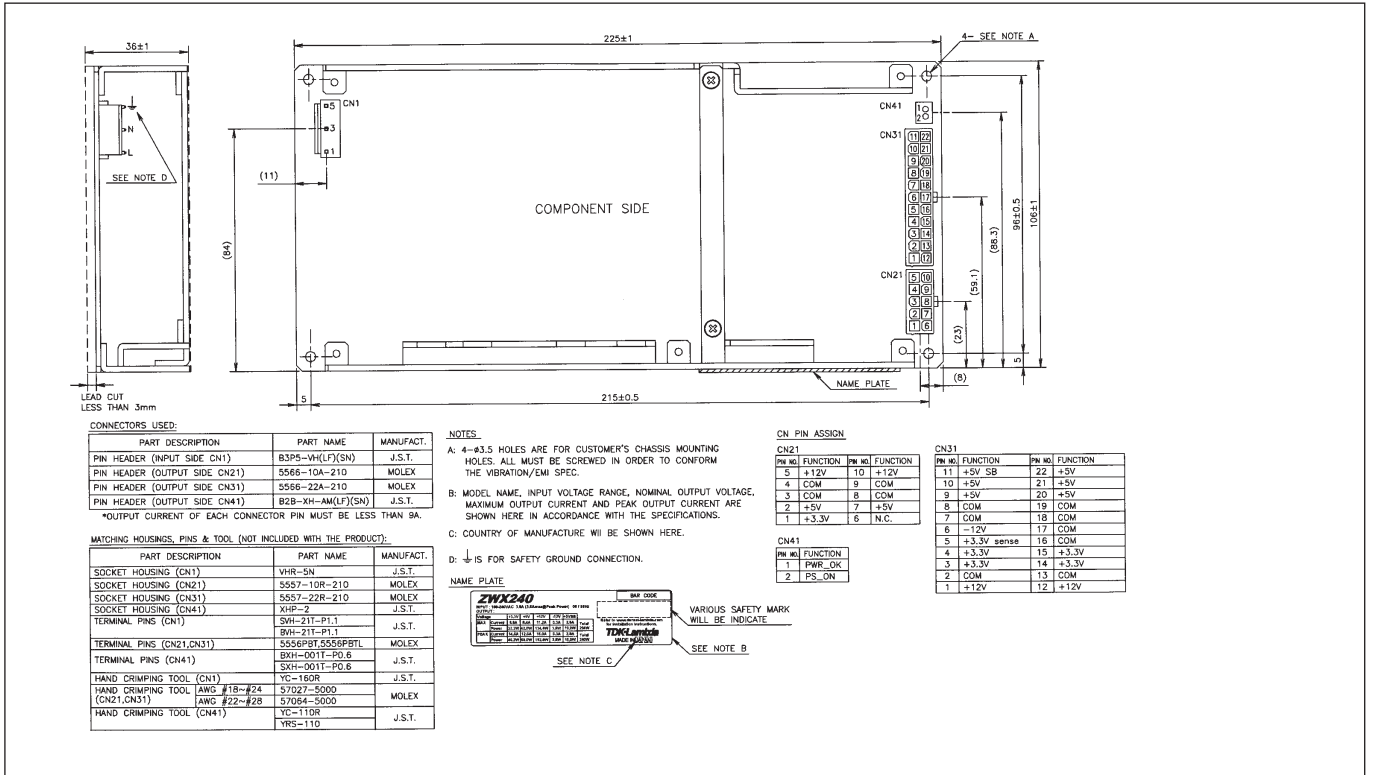 36±1
225±1
4- SEE NOTE A
CN1
5
3
1
N
L
SEE NOTE D
(11)
(84)
COMPONENT SIDE
CN41
1
2
CN31
11 22
10 21
9 20
8 19
7 18
6 17
5 16
4 15
3 14
2 13
1 12
CN21
5 10
4 9
3 8
2 7
1 6
(23)
(59.1)
(88.3)
96±0.5
106±1
5
(8)
NAME PLATE
5
215±0.5
LEAD CUT
LESS THAN 3mm
CONNECTORS USED:
PART DESCRIPTION PART NAME MANUFACT.
PIN HEADER (INPUT SIDE CN1) B3P5-VH(LF)(SN) J.S.T.
PIN HEADER (OUTPUT SIDE CN21) 5566-10A-210 MOLEX
PIN HEADER (OUTPUT SIDE CN31) 5566-22A-210 MOLEX
PIN HEADER (OUTPUT SIDE CN41) B2B-XH-AM(LF)(SN) J.S.T.
*OUTPUT CURRENT OF EACH CONNECTOR PIN MUST BE LESS THAN 9A.
MATCHING HOUSINGS, PINS & TOOL (NOT INCLUDED WITH THE PRODUCT):
PART DESCRIPTION PART NAME MANUFACT.
SOCKET HOUSING (CN1) VHR-5N J.S.T.
SOCKET HOUSING (CN21) 5557-10R-210 MOLEX
SOCKET HOUSING (CN31) 5557-22R-210 MOLEX
SOCKET HOUSING (CN41) XHP-2 J.S.T.
TERMINAL PINS (CN1) SVH-21T-P1.1 J.S.T.
BVH-21T-P1.1
TERMINAL PINS (CN21,CN31) 5556PBT,5556PBTL MOLEX
TERMINAL PINS (CN41) BXH-001T-P0.6 J.S.T.
SXH-001T-P0.6
HAND CRIMPING TOOL (CN1) YC-160R J.S.T.
HAND CRIMPING TOOL (CN21,CN31) AWG #18~#24 57027-5000 MOLEX
AWG #22~#28 57064-5000
HAND CRIMPING TOOL (CN41) YC-110R J.S.T.
YRS-110
NOTES
A: 4-ø3.5 HOLES ARE FOR CUSTOMER'S CHASSIS MOUNTING
HOLES. ALL MUST BE SCREWED IN ORDER TO CONFORM
THE VIBRATION/EMI SPEC.
B: MODEL NAME, INPUT VOLTAGE RANGE, NOMINAL OUTPUT VOLTAGE,
MAXIMUM OUTPUT CURRENT AND PEAK OUTPUT CURRENT ARE
SHOWN HERE IN ACCORDANCE WITH THE SPECIFICATIONS.
C: COUNTRY OF MANUFACTURE WII BE SHOWN HERE.
D: ⏚ IS FOR SAFETY GROUND CONNECTION.
NAME PLATE
ZWX240
BAR CODE
TDK-Lambda
VARIOUS SAFETY MARK
WILL BE INDICATE
SEE NOTE B
SEE NOTE C
CN PIN ASSIGN
CN21
PIN NO. FUNCTION PIN NO. FUNCTION
5 +12V 10 +12V
4 COM 9 COM
3 COM 8 COM
2 +5V 7 +5V
1 +3.3V 6 N.C.
CN41
PIN NO. FUNCTION
1 PWR_OK
2 PS_ON
CN31
PIN NO. FUNCTION PIN NO. FUNCTION
11 +5V SB 22 +5V
10 +5V 21 +5V
9 +5V 20 +5V
8 COM 19 COM
7 COM 18 COM
6 -12V 17 COM
5 +3.3V sense 16 COM
4 +3.3V 15 +3.3V
3 +3.3V 14 +3.3V
2 COM 13 COM
1 +12V 12 +12V